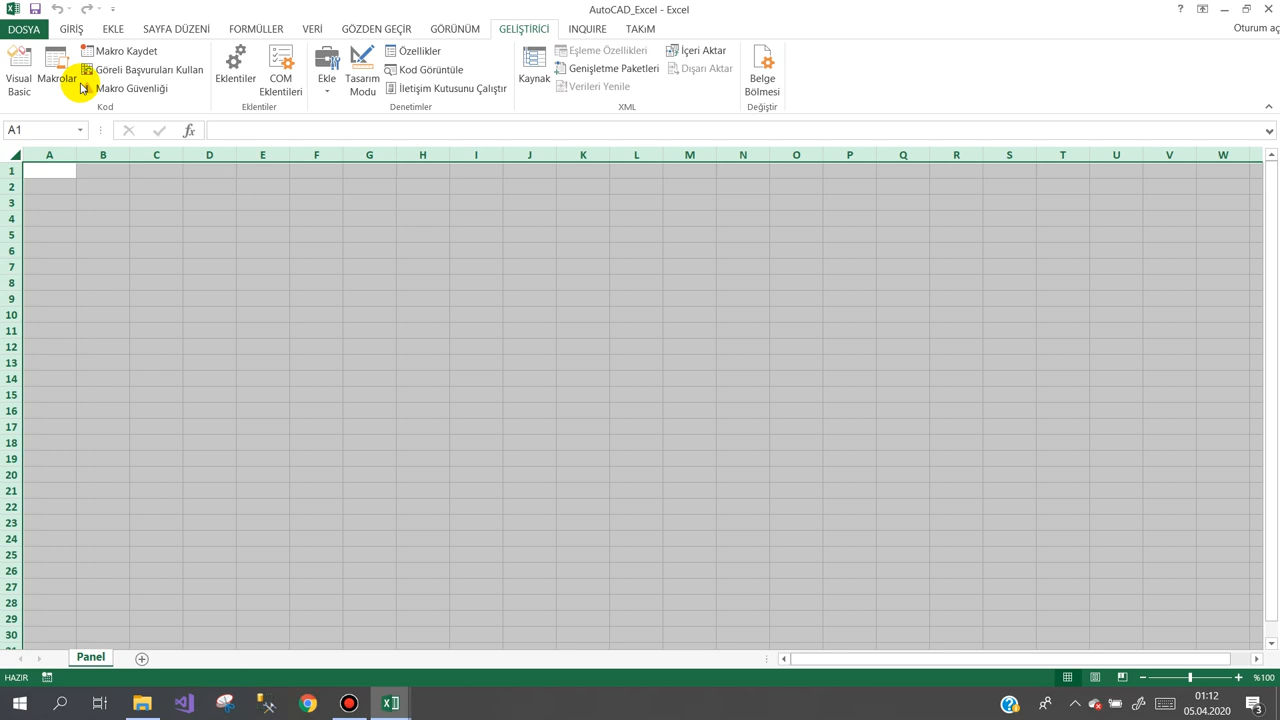 AutoCAD_Excel - Excel
DOSYA GİRİŞ EKLE SAYFA DÜZENİ FORMÜLLER VERİ GÖZDEN GEÇİR GÖRÜNÜM GELİŞTİRİCİ INQUIRE TAKIM Oturum aç
Visual Basic
Makrolar
Makro Kaydet
Göreli Başvuruları Kullan
Makro Güvenliği
Kod
Eklentiler
COM Eklentileri
Eklentiler
Ekle
Tasarım Modu
Özellikler
Kod Görüntüle
İletişim Kutusunu Çalıştır
Denetimler
Kaynak
Eşleme Özellikleri
Genişletme Paketleri
Verileri Yenile
İçeri Aktar
Dışarı Aktar
XML
Belge Bölmesi
Değiştir
A1
fx
A B C D E F G H I J K L M N O P Q R S T U V W
1
2
3
4
5
6
7
8
9
10
11
12
13
14
15
16
17
18
19
20
21
22
23
24
25
26
27
28
29
30
Panel
HAZIR
%100
01:12
05.04.2020
3